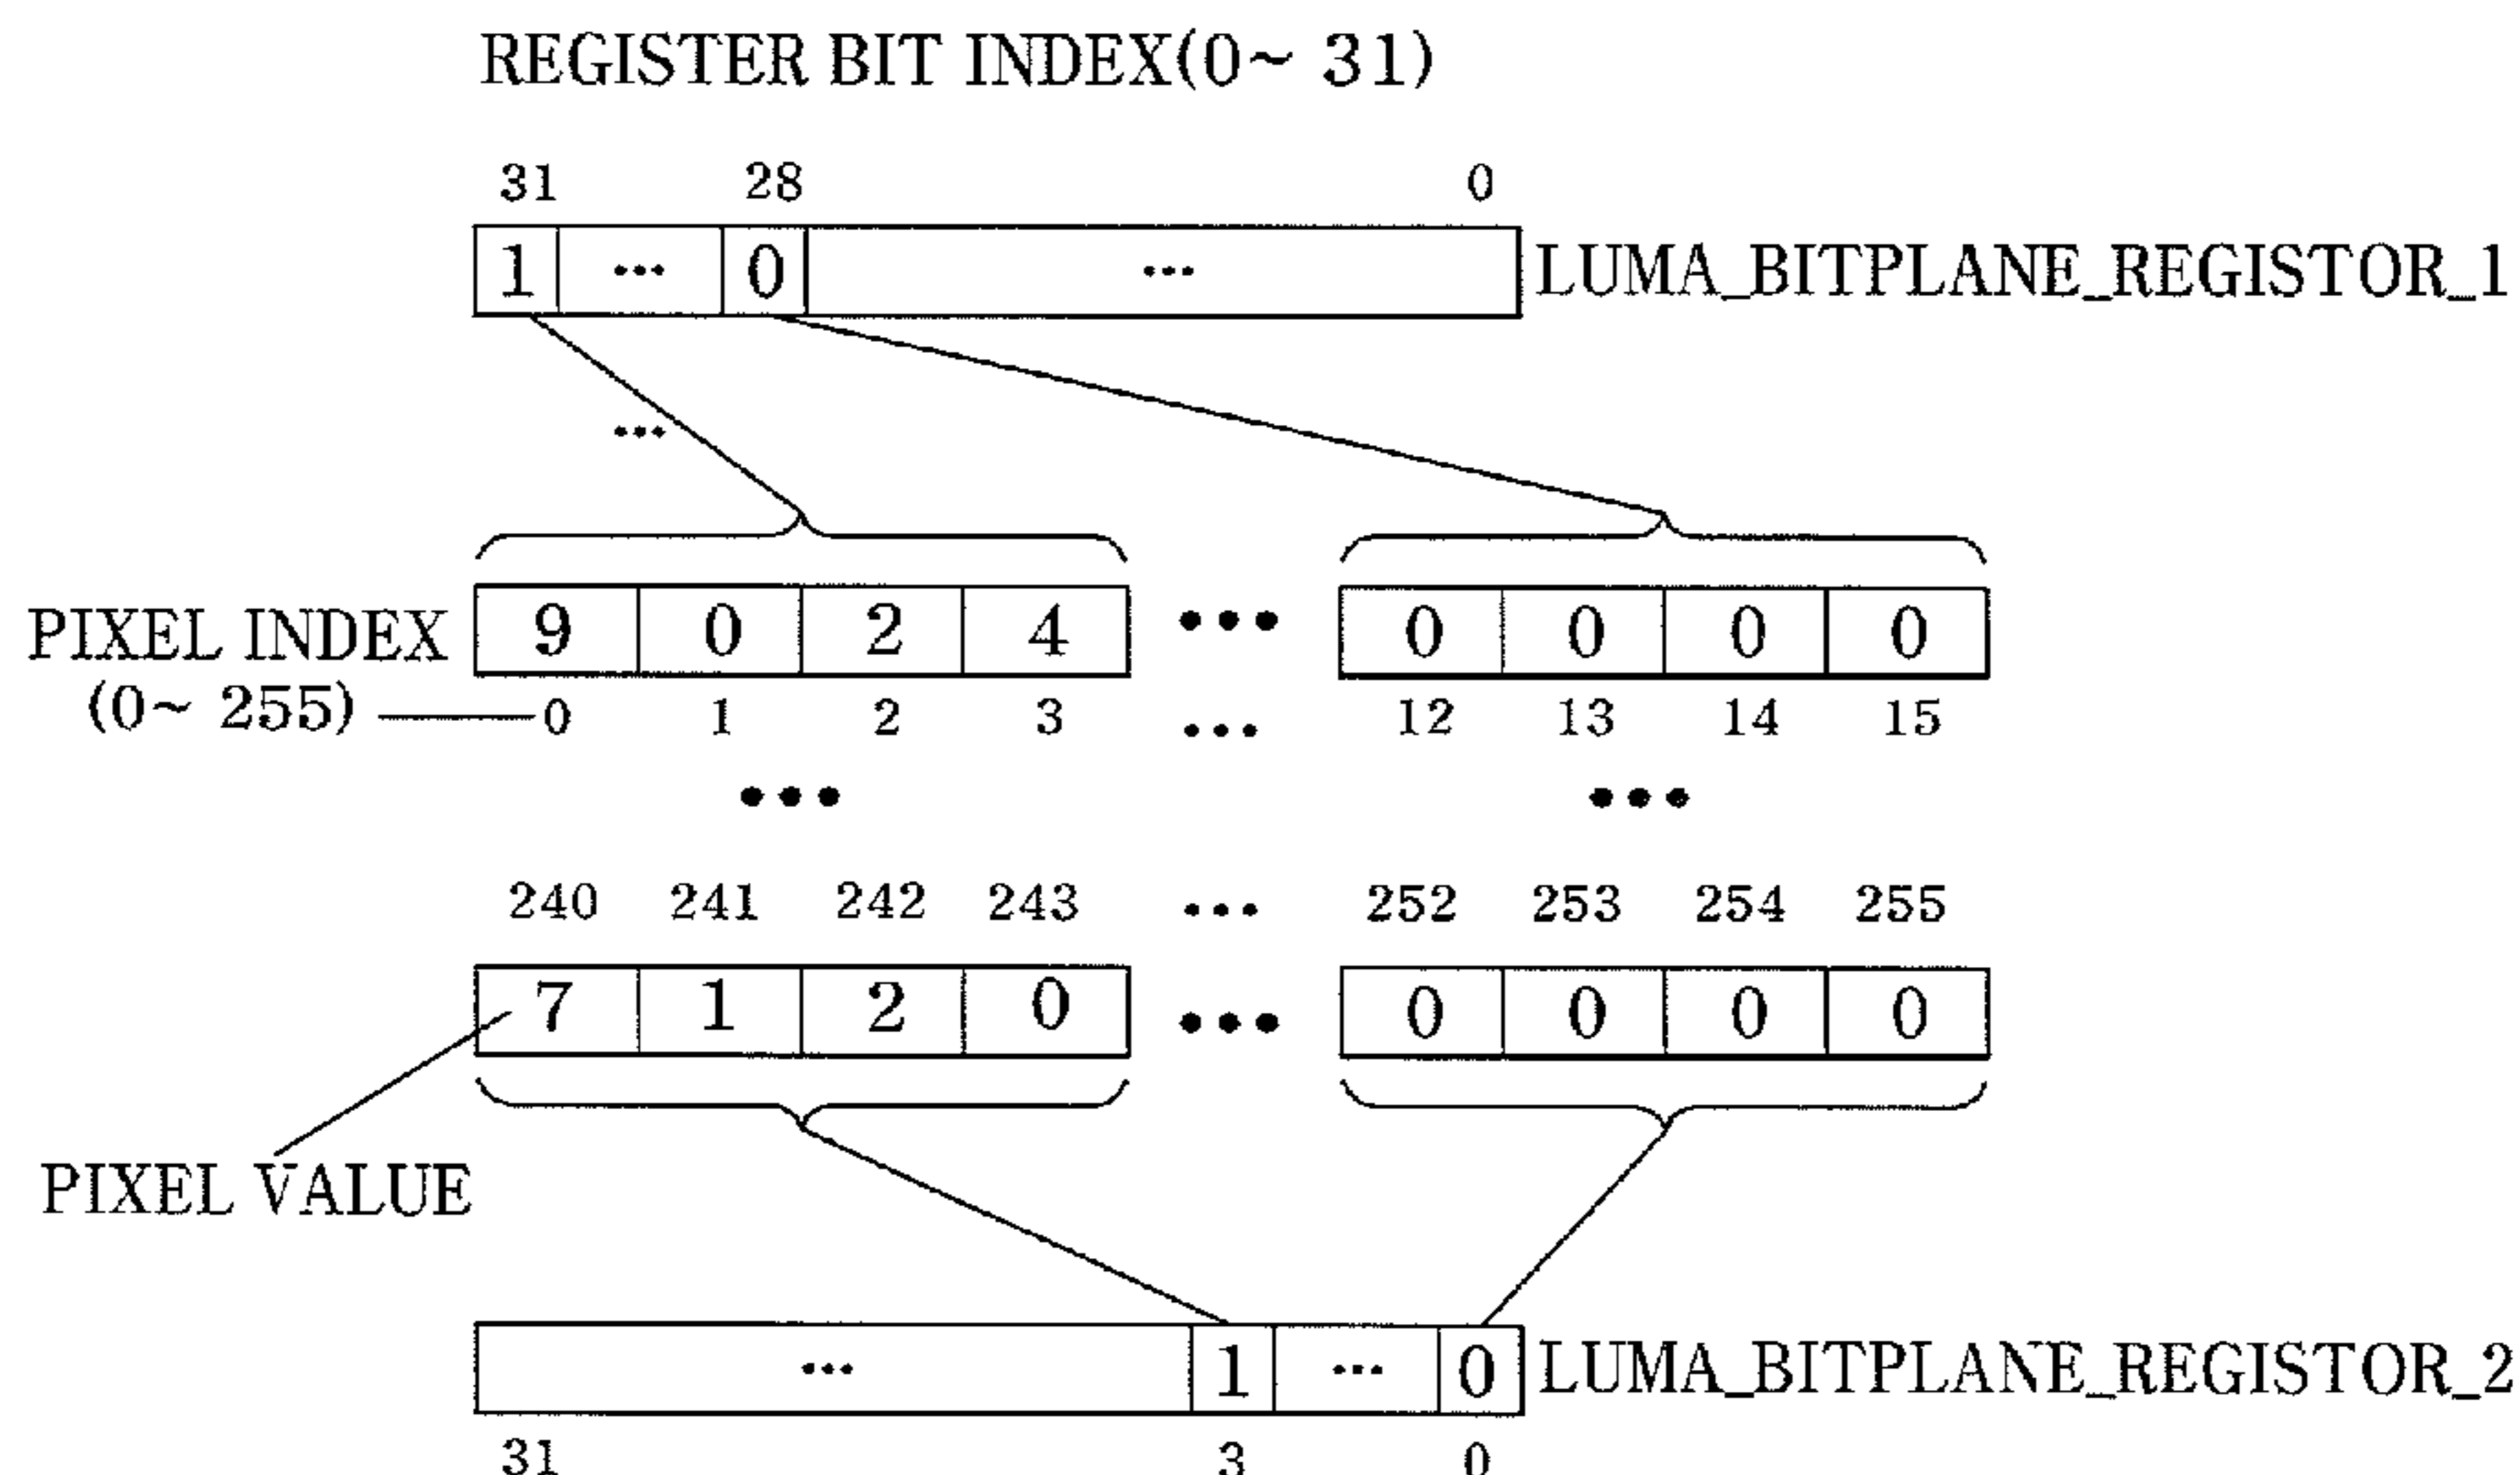 REGISTER BIT INDEX(0~ 31)
31 28 0
1 ... 0 ... LUMA_BITPLANE_REGISTOR_1
...
PIXEL INDEX 9 0 2 4 ... 0 0 0 0
(0~ 255) 0 1 2 3 ... 12 13 14 15
... ...
240 241 242 243 ... 252 253 254 255
7 1 2 0 ... 0 0 0 0
PIXEL VALUE
... 1 ... 0 LUMA_BITPLANE_REGISTOR_2
31 3 0